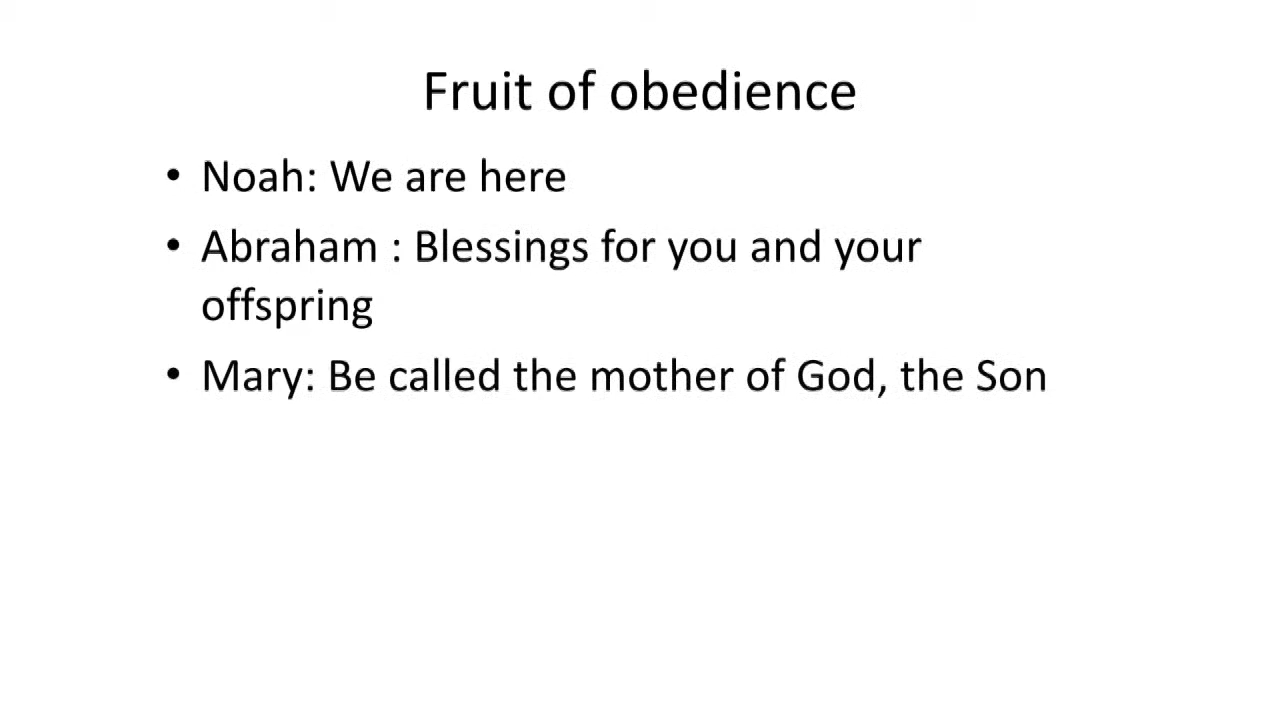 Fruit of obedience
• Noah: We are here
• Abraham : Blessings for you and your
offspring
• Mary: Be called the mother of God, the Son